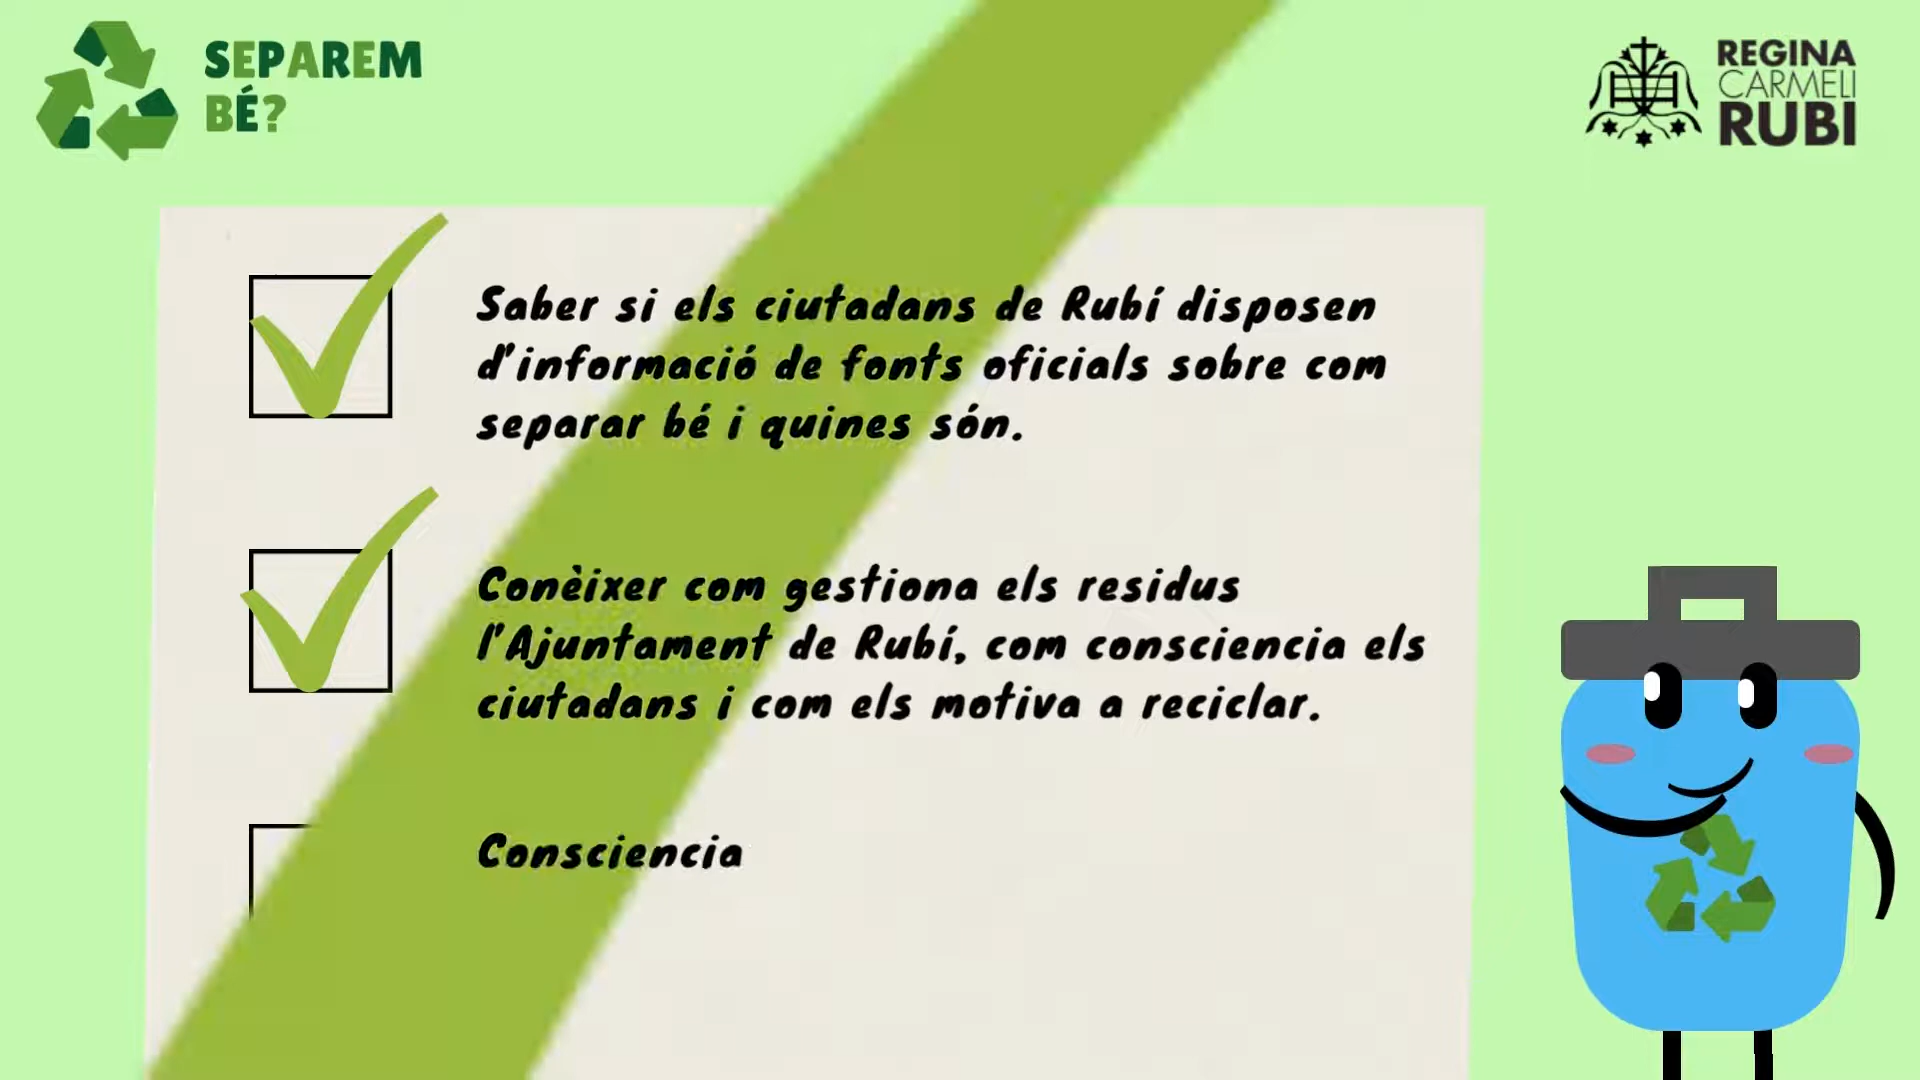 SEPAREM
BÉ?
REGINA
CARMELI
RUBI
Saber si els ciutadans de Rubí disposen
d'informació de fonts oficials sobre com
separar bé i quines són.
Conèixer com gestiona els residus
l'Ajuntament de Rubí, com consciencia els
ciutadans i com els motiva a reciclar.
Consciencia